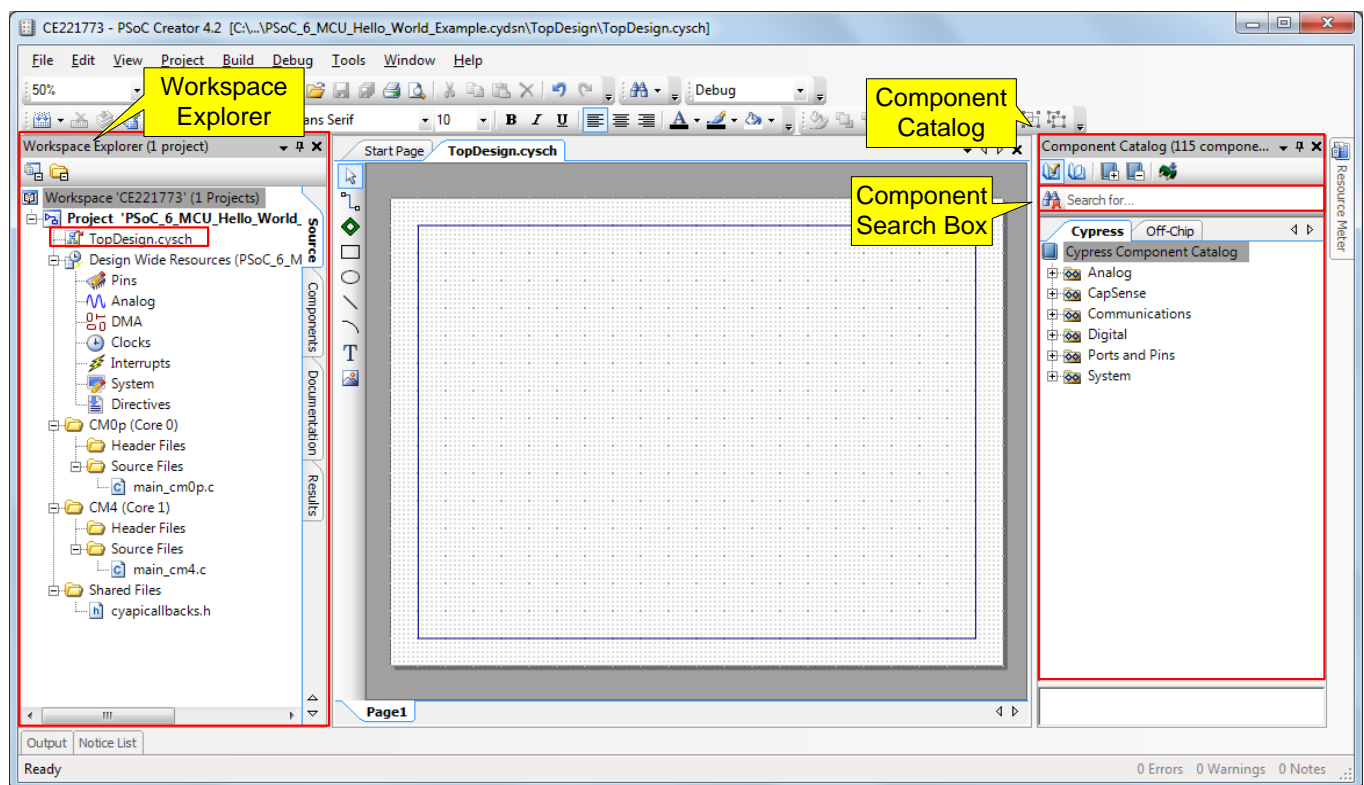 CE221773 - PSoC Creator 4.2 [C:\...\PSoC_6_MCU_Hello_World_Example.cydsn\TopDesign\TopDesign.cysch]
File Edit View Project Build Debug Tools Window Help
50%
Debug
Workspace
Explorer
Component
Catalog
ans Serif
10
B I U
A
Workspace Explorer (1 project)
Start Page
TopDesign.cysch
Component Catalog (115 compone...
Workspace 'CE221773' (1 Projects)
Project 'PSoC_6_MCU_Hello_World_
TopDesign.cysch
Design Wide Resources (PSoC_6_M
Pins
Analog
DMA
Clocks
Interrupts
System
Directives
CM0p (Core 0)
Header Files
Source Files
main_cm0p.c
CM4 (Core 1)
Header Files
Source Files
main_cm4.c
Shared Files
cyapicallbacks.h
Source
Components
Documentation
Results
T
Component
Search Box
Search for...
Cypress
Off-Chip
Cypress Component Catalog
Analog
CapSense
Communications
Digital
Ports and Pins
System
Resource Meter
Page1
Output
Notice List
Ready
0 Errors 0 Warnings 0 Notes